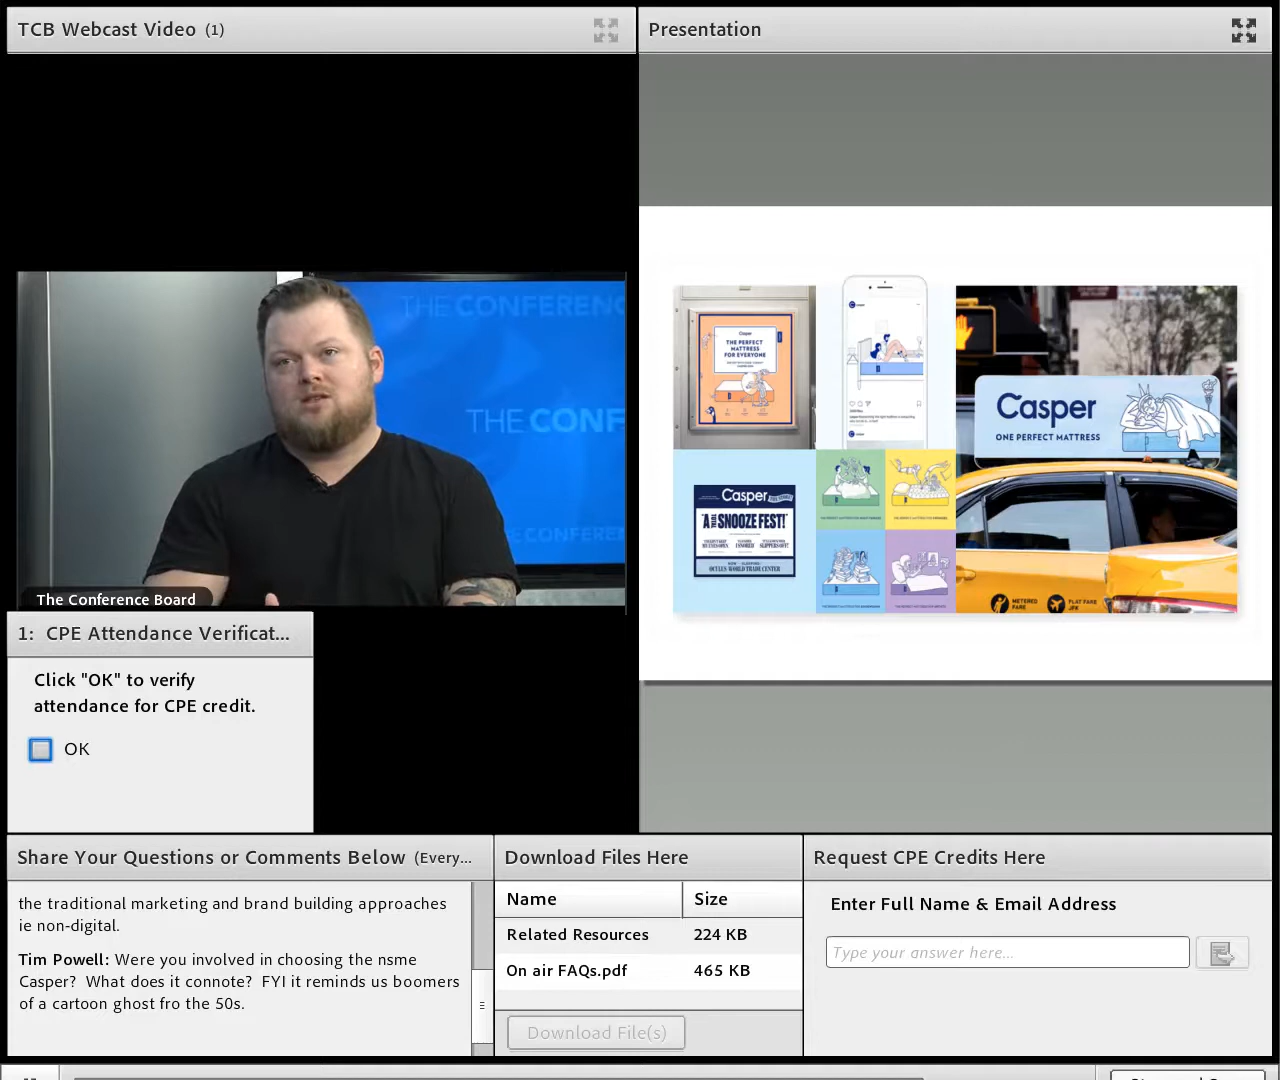 TCB Webcast Video (1)
Presentation
THE CONFERENC
THE CONF
E CONFEREN
The Conference Board
Casper
THE PERFECT
MATTRESS
FOR EVERYONE
Casper
ONE PERFECT MATTRESS
Casper
SNOOZE FEST!"
OCULUS WORLD TRADE CENTER
METERED
FARE
FLAT FARE
JFK
1: CPE Attendance Verificat...
Click "OK" to verify
attendance for CPE credit.
OK
Share Your Questions or Comments Below (Every...
the traditional marketing and brand building approaches
ie non-digital.
Tim Powell: Were you involved in choosing the nsme
Casper? What does it connote? FYI it reminds us boomers
of a cartoon ghost fro the 50s.
Download Files Here
Name Size
Related Resources 224 KB
On air FAQs.pdf 465 KB
Download File(s)
Request CPE Credits Here
Enter Full Name & Email Address
Type your answer here...